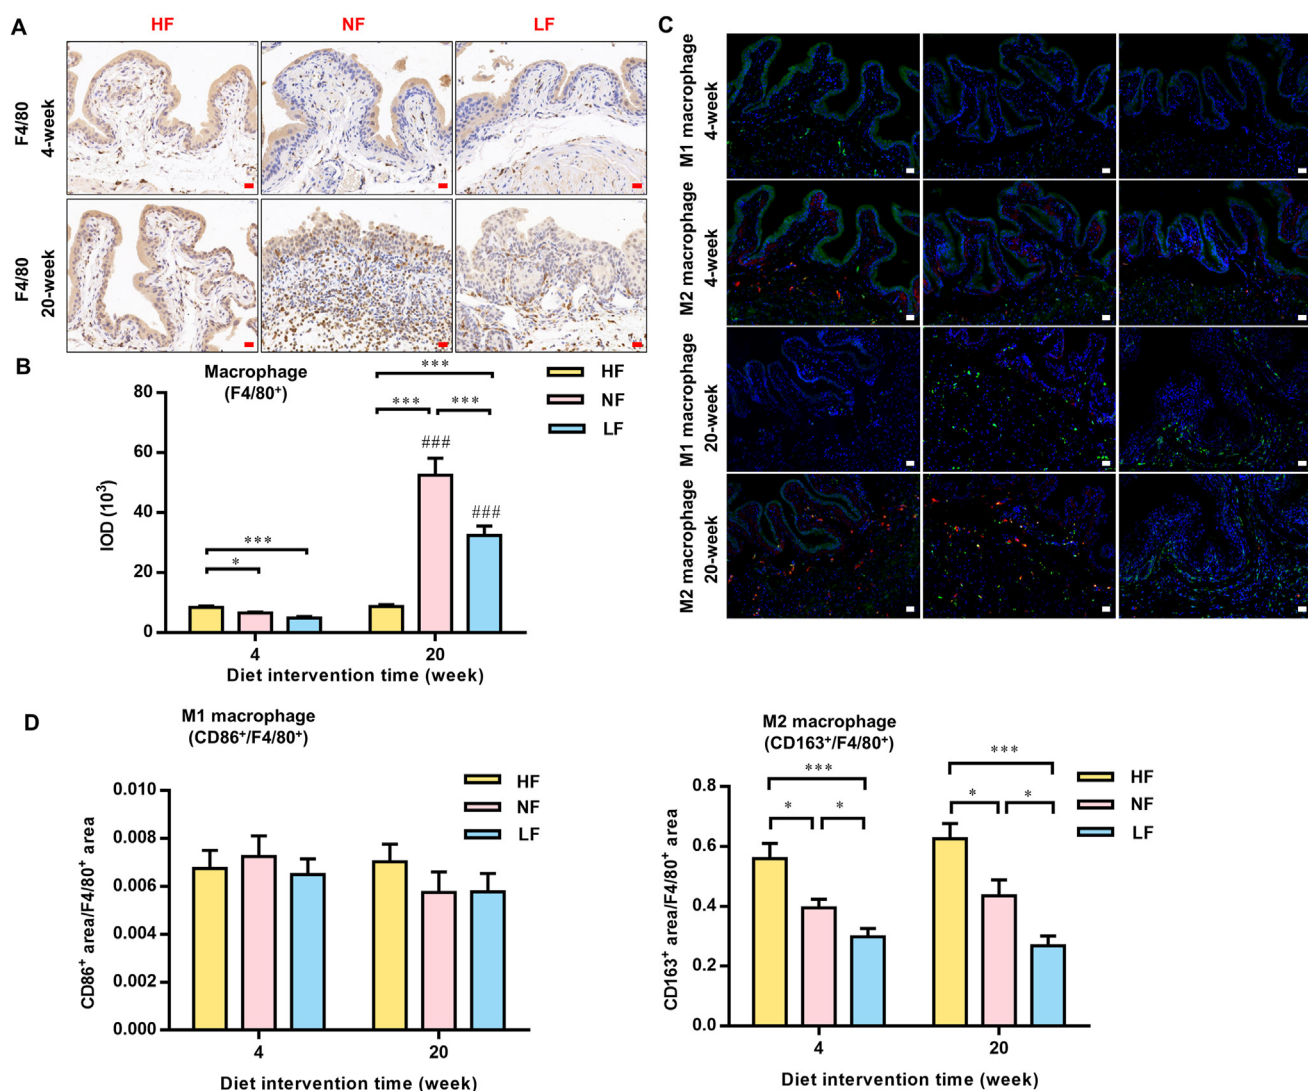 A
HF
NF
LF
F4/80
4-week
F4/80
20-week
B
Macrophage
(F4/80⁺)
HF
NF
LF
IOD (10³)
80
60
40
20
0
***
*
***
***
***
###
###
4
20
Diet intervention time (week)
C
M1 macrophage
4-week
M2 macrophage
4-week
M1 macrophage
20-week
M2 macrophage
20-week
D
M1 macrophage
(CD86⁺/F4/80⁺)
HF
NF
LF
CD86⁺ area/F4/80⁺ area
0.010
0.008
0.006
0.004
0.002
0.000
4
20
Diet intervention time (week)
M2 macrophage
(CD163⁺/F4/80⁺)
HF
NF
LF
CD163⁺ area/F4/80⁺ area
0.8
0.6
0.4
0.2
0.0
***
*
*
***
*
*
4
20
Diet intervention time (week)